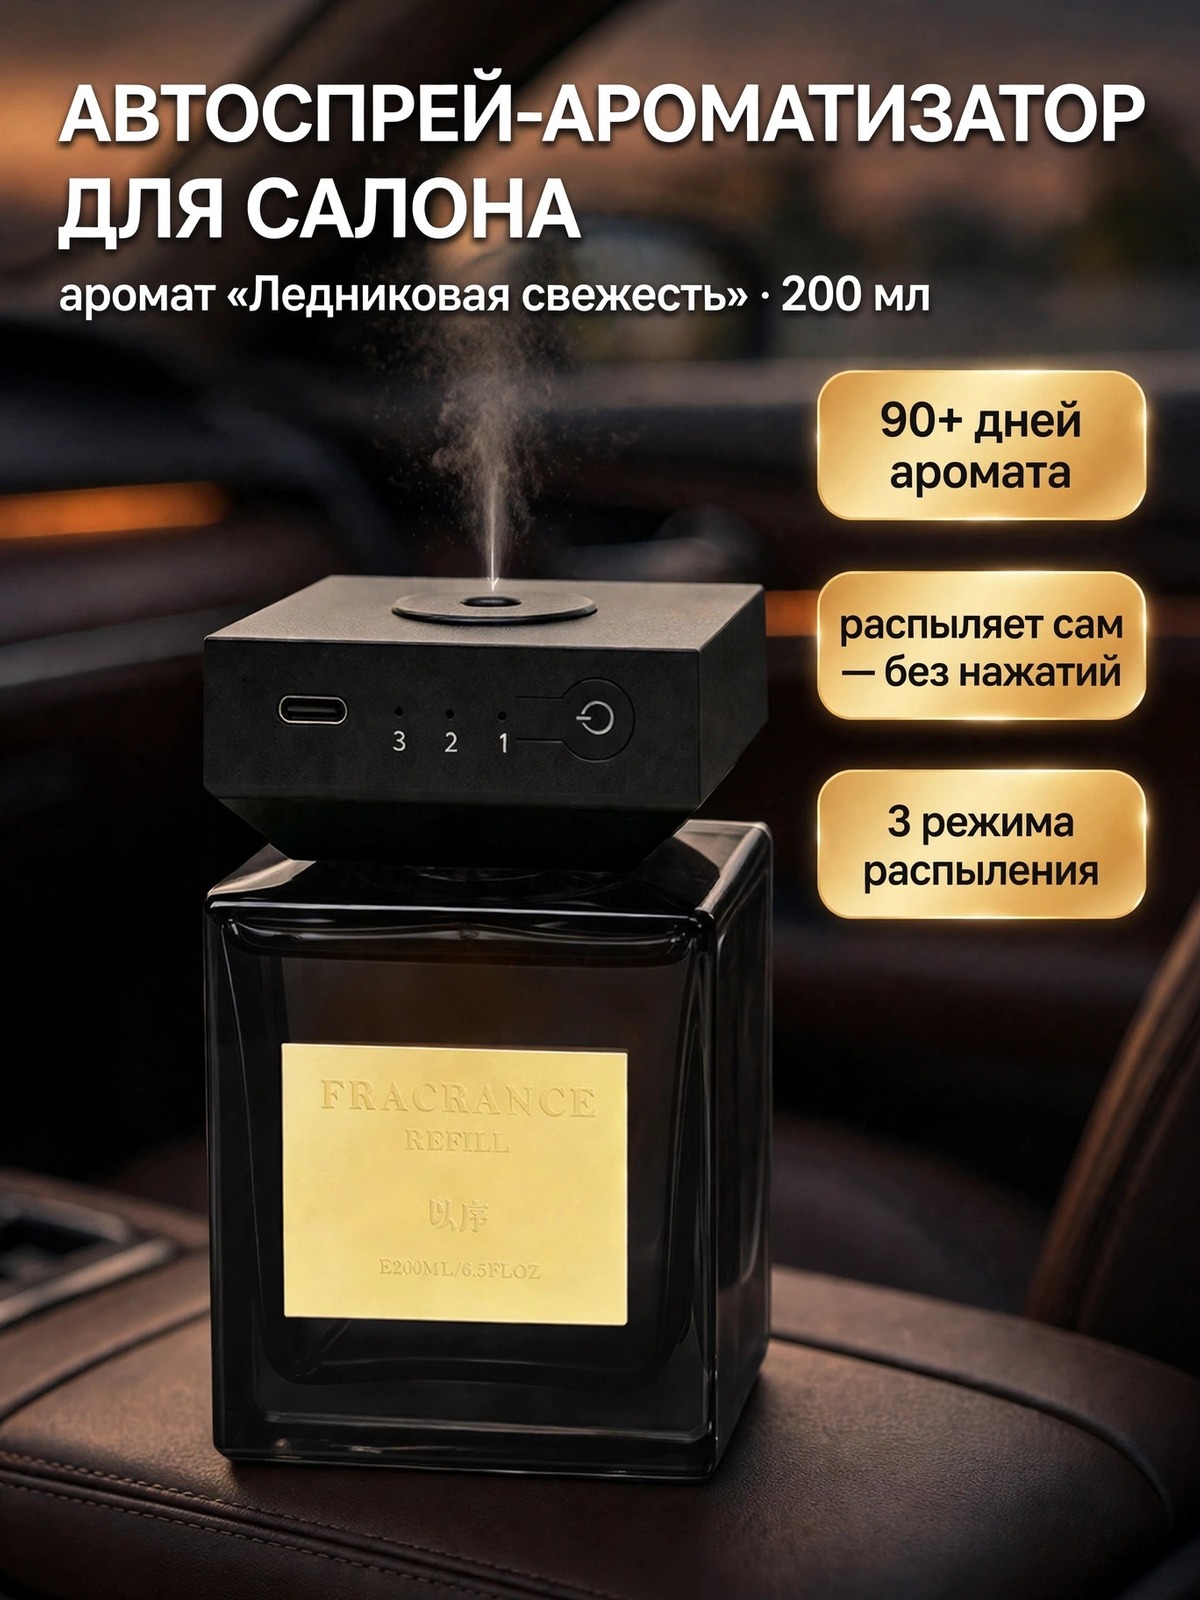 АВТОСПРЕЙ-АРОМАТИЗАТОР
ДЛЯ САЛОНА
аромат «Ледниковая свежесть» · 200 мл
90+ дней
аромата
распыляет сам
— без нажатий
3 режима
распыления
3 2 1
FRACRANCE
REFILL
以序
E200ML/6.5FLOZ